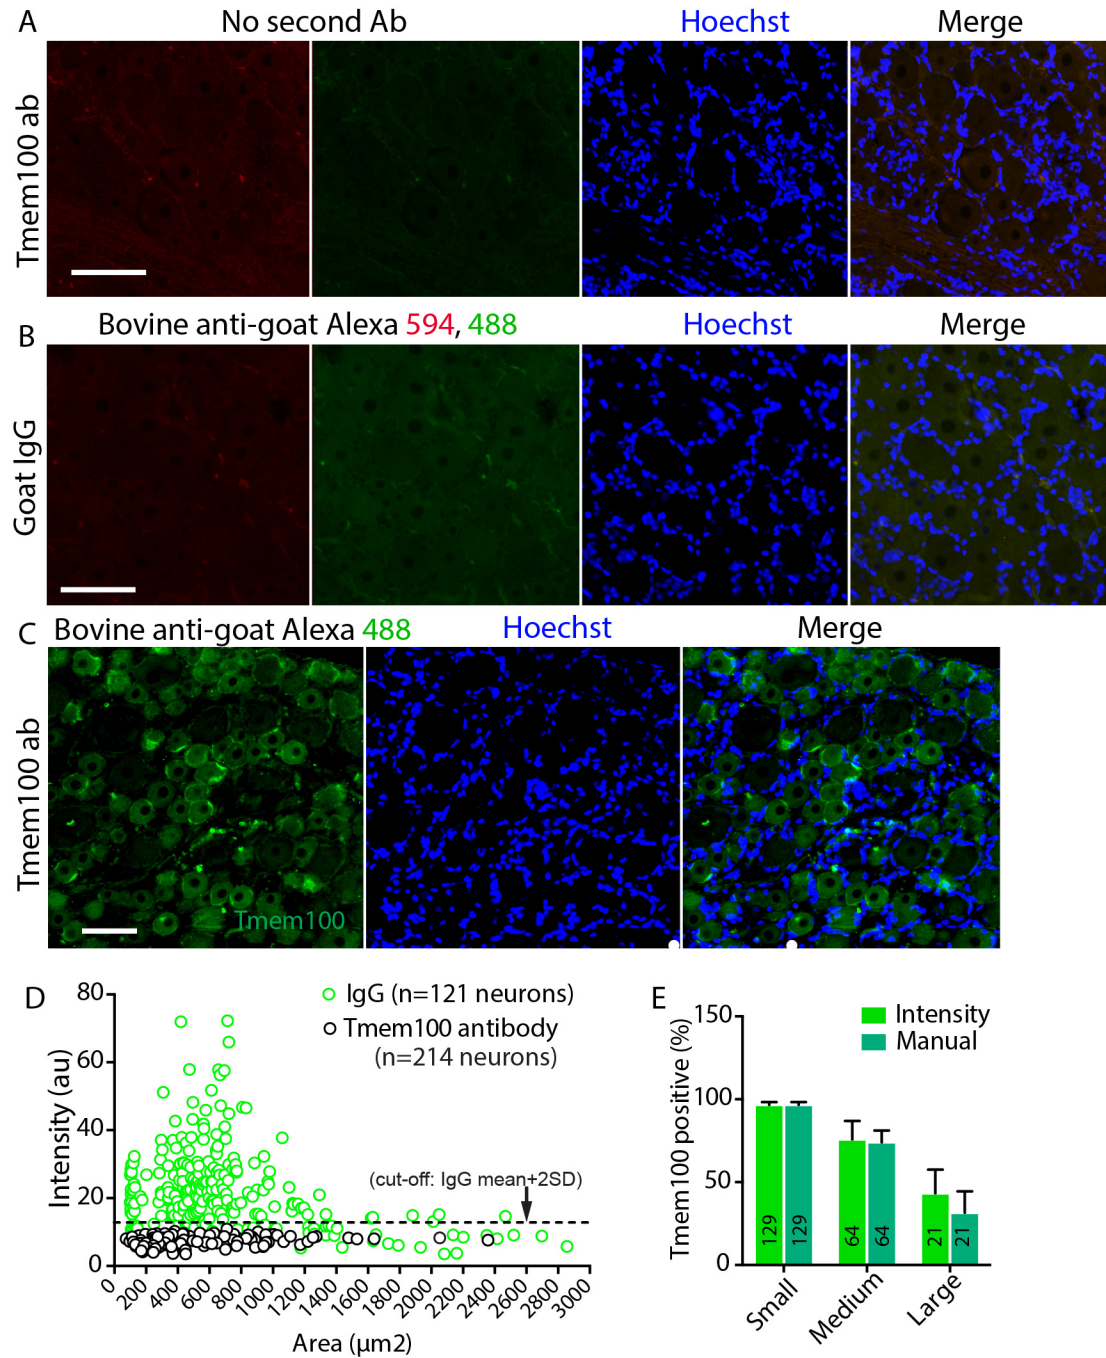 A
No second Ab
Hoechst
Merge
Tmem100 ab
B
Bovine anti-goat Alexa 594, 488
Hoechst
Merge
Goat IgG
C
Bovine anti-goat Alexa 488
Hoechst
Merge
Tmem100 ab
Tmem100
D
IgG (n=121 neurons)
Tmem100 antibody
(n=214 neurons)
(cut-off: IgG mean+2SD)
Intensity (au)
80
60
40
20
0
0 200 400 600 800 1000 1200 1400 1600 1800 2000 2200 2400 2600 2800 3000
Area (µm2)
E
Intensity
Manual
Tmem100 positive (%)
150
100
50
0
129 129 64 64 21 21
Small Medium Large